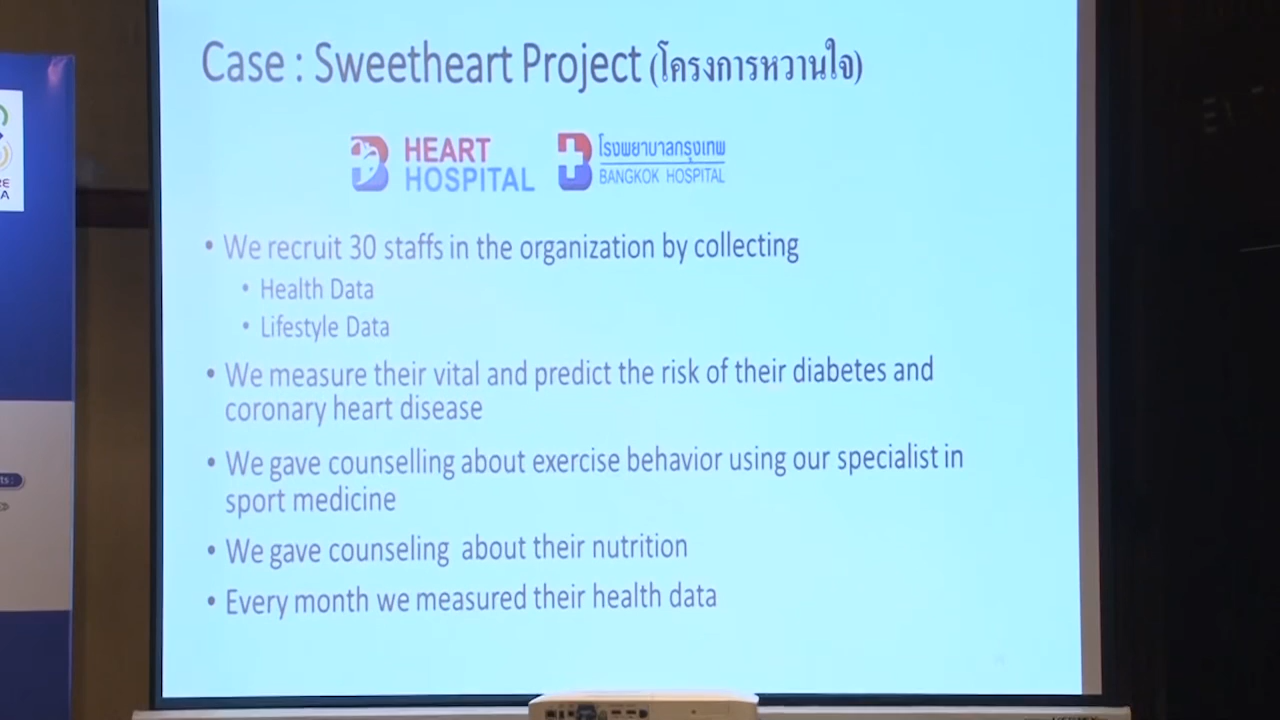 Case : Sweetheart Project (โครงการหวานใจ)
HEART
HOSPITAL
โรงพยาบาลกรุงเทพ
BANGKOK HOSPITAL
• We recruit 30 staffs in the organization by collecting
• Health Data
• Lifestyle Data
• We measure their vital and predict the risk of their diabetes and
coronary heart disease
• We gave counselling about exercise behavior using our specialist in
sport medicine
• We gave counseling about their nutrition
• Every month we measured their health data